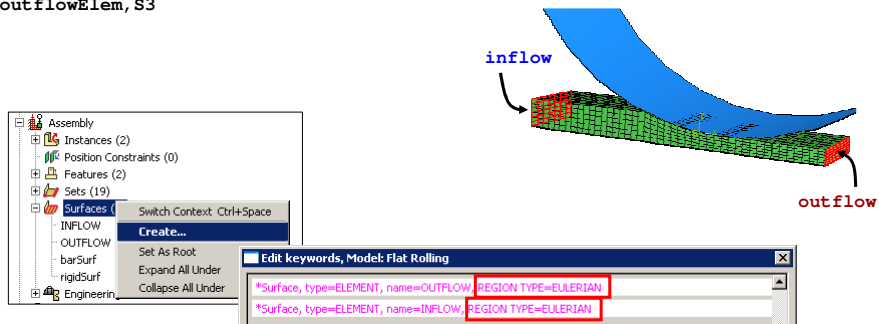 outflowElem,S3
inflow
outflow
Assembly
Instances (2)
Position Constraints (0)
Features (2)
Sets (19)
Surfaces (
INFLOW
OUTFLOW
barSurf
rigidSurf
Engineerin
Switch Context Ctrl+Space
Create...
Set As Root
Expand All Under
Collapse All Under
Edit keywords, Model: Flat Rolling
*Surface, type=ELEMENT, name=OUTFLOW, REGION TYPE=EULERIAN
*Surface, type=ELEMENT, name=INFLOW, REGION TYPE=EULERIAN